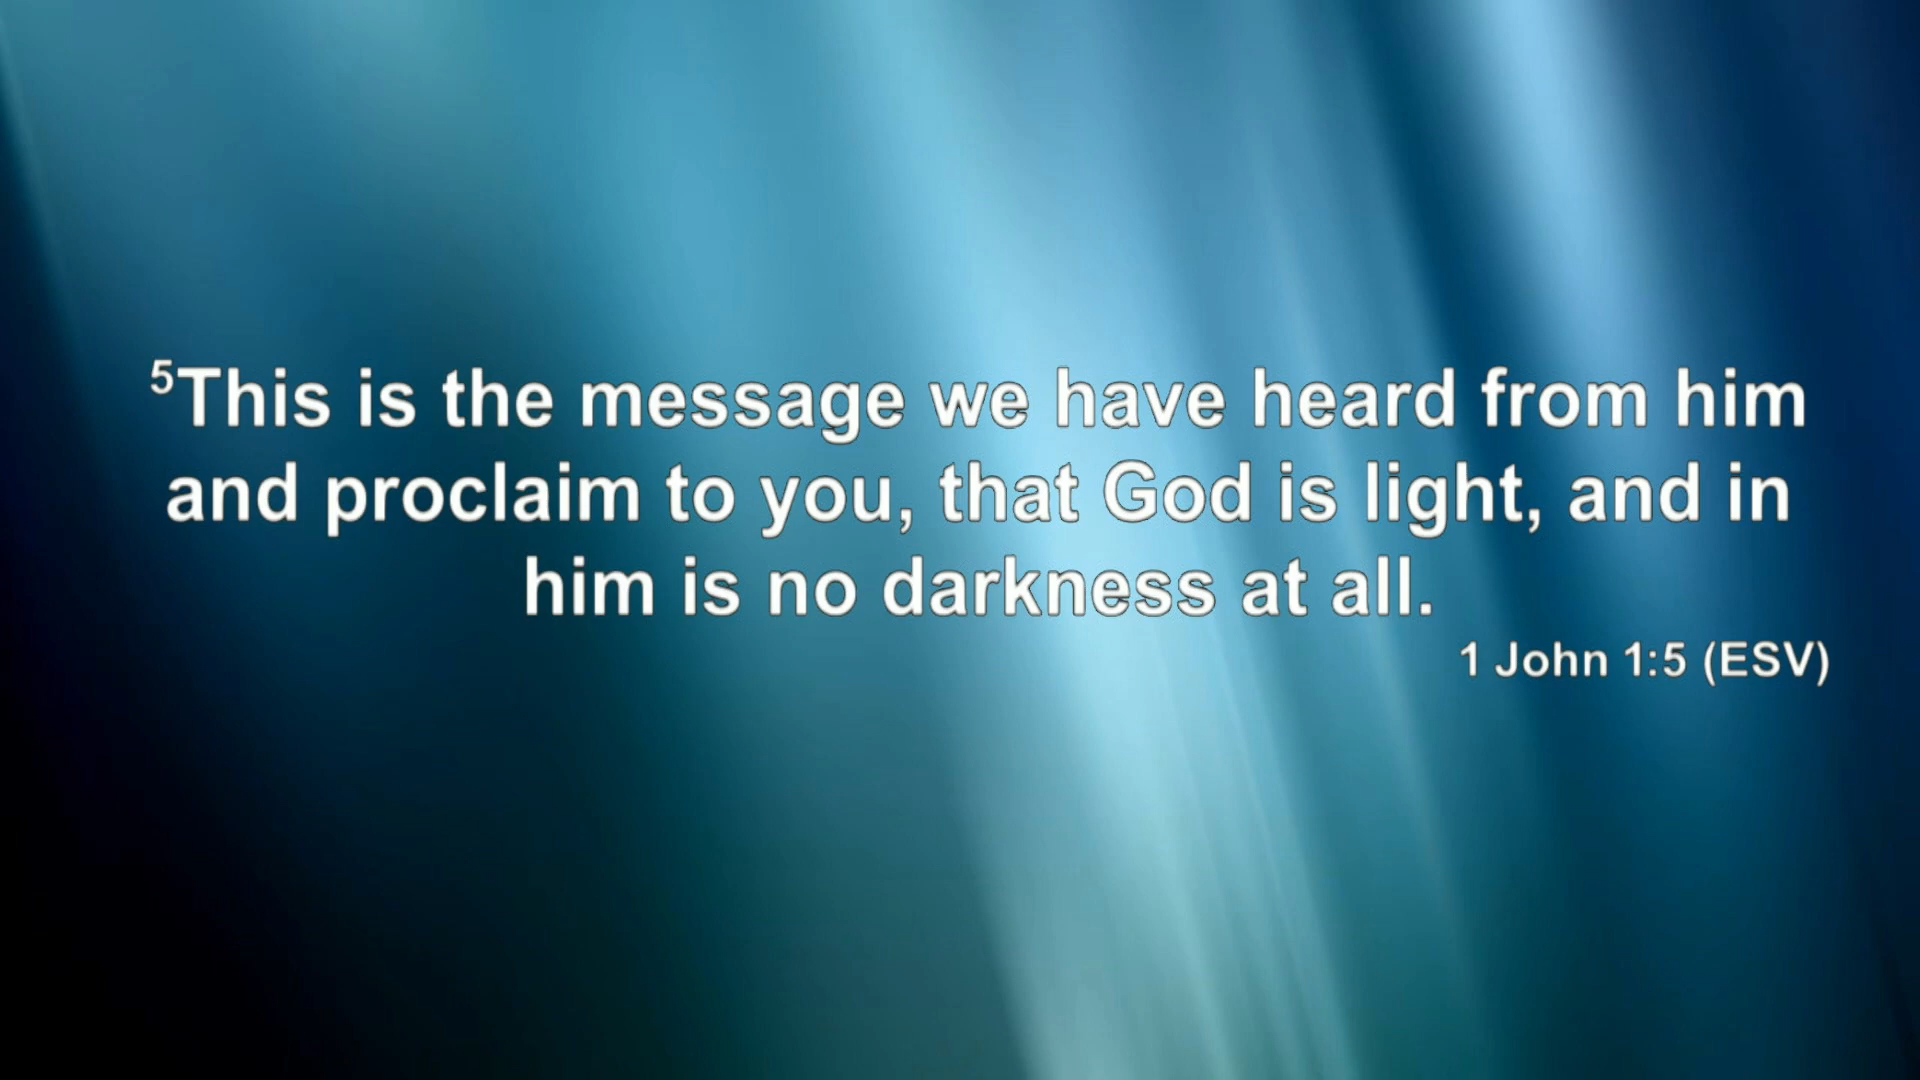 ⁵This is the message we have heard from him
and proclaim to you, that God is light, and in
him is no darkness at all.
1 John 1:5 (ESV)